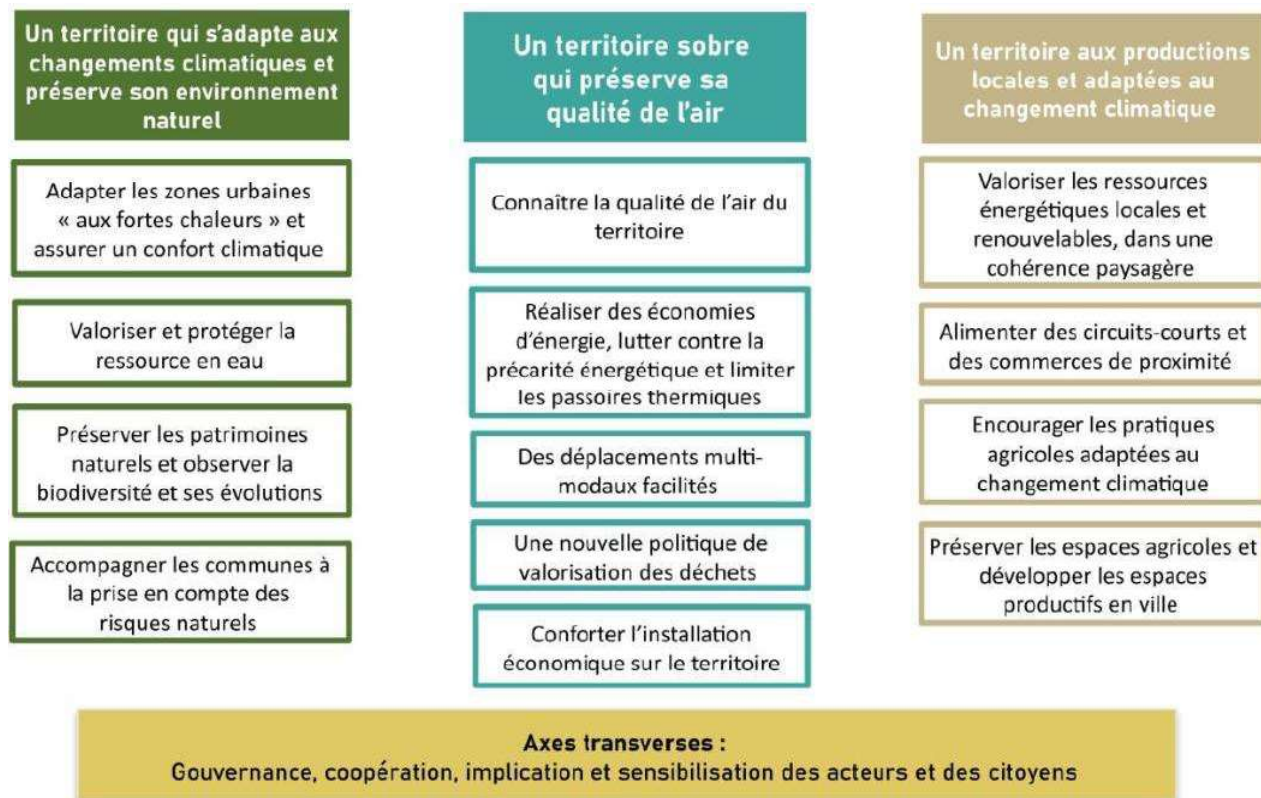 Un territoire qui s'adapte aux
changements climatiques et
préserve son environnement
naturel
Adapter les zones urbaines
« aux fortes chaleurs » et
assurer un confort climatique
Valoriser et protéger la
ressource en eau
Préserver les patrimoines
naturels et observer la
biodiversité et ses évolutions
Accompagner les communes à
la prise en compte des
risques naturels
Un territoire sobre
qui préserve sa
qualité de l'air
Connaître la qualité de l'air du
territoire
Réaliser des économies
d'énergie, lutter contre la
précarité énergétique et limiter
les passoires thermiques
Des déplacements multi-
modaux facilités
Une nouvelle politique de
valorisation des déchets
Conforter l'installation
économique sur le territoire
Un territoire aux productions
locales et adaptées au
changement climatique
Valoriser les ressources
énergétiques locales et
renouvelables, dans une
cohérence paysagère
Alimenter des circuits-courts et
des commerces de proximité
Encourager les pratiques
agricoles adaptées au
changement climatique
Préserver les espaces agricoles et
développer les espaces
productifs en ville
Axes transverses :
Gouvernance, coopération, implication et sensibilisation des acteurs et des citoyens